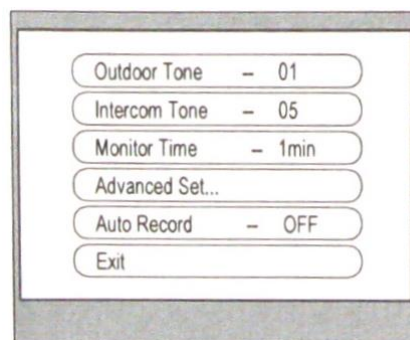 Outdoor Tone – 01
Intercom Tone – 05
Monitor Time – 1min
Advanced Set...
Auto Record – OFF
Exit